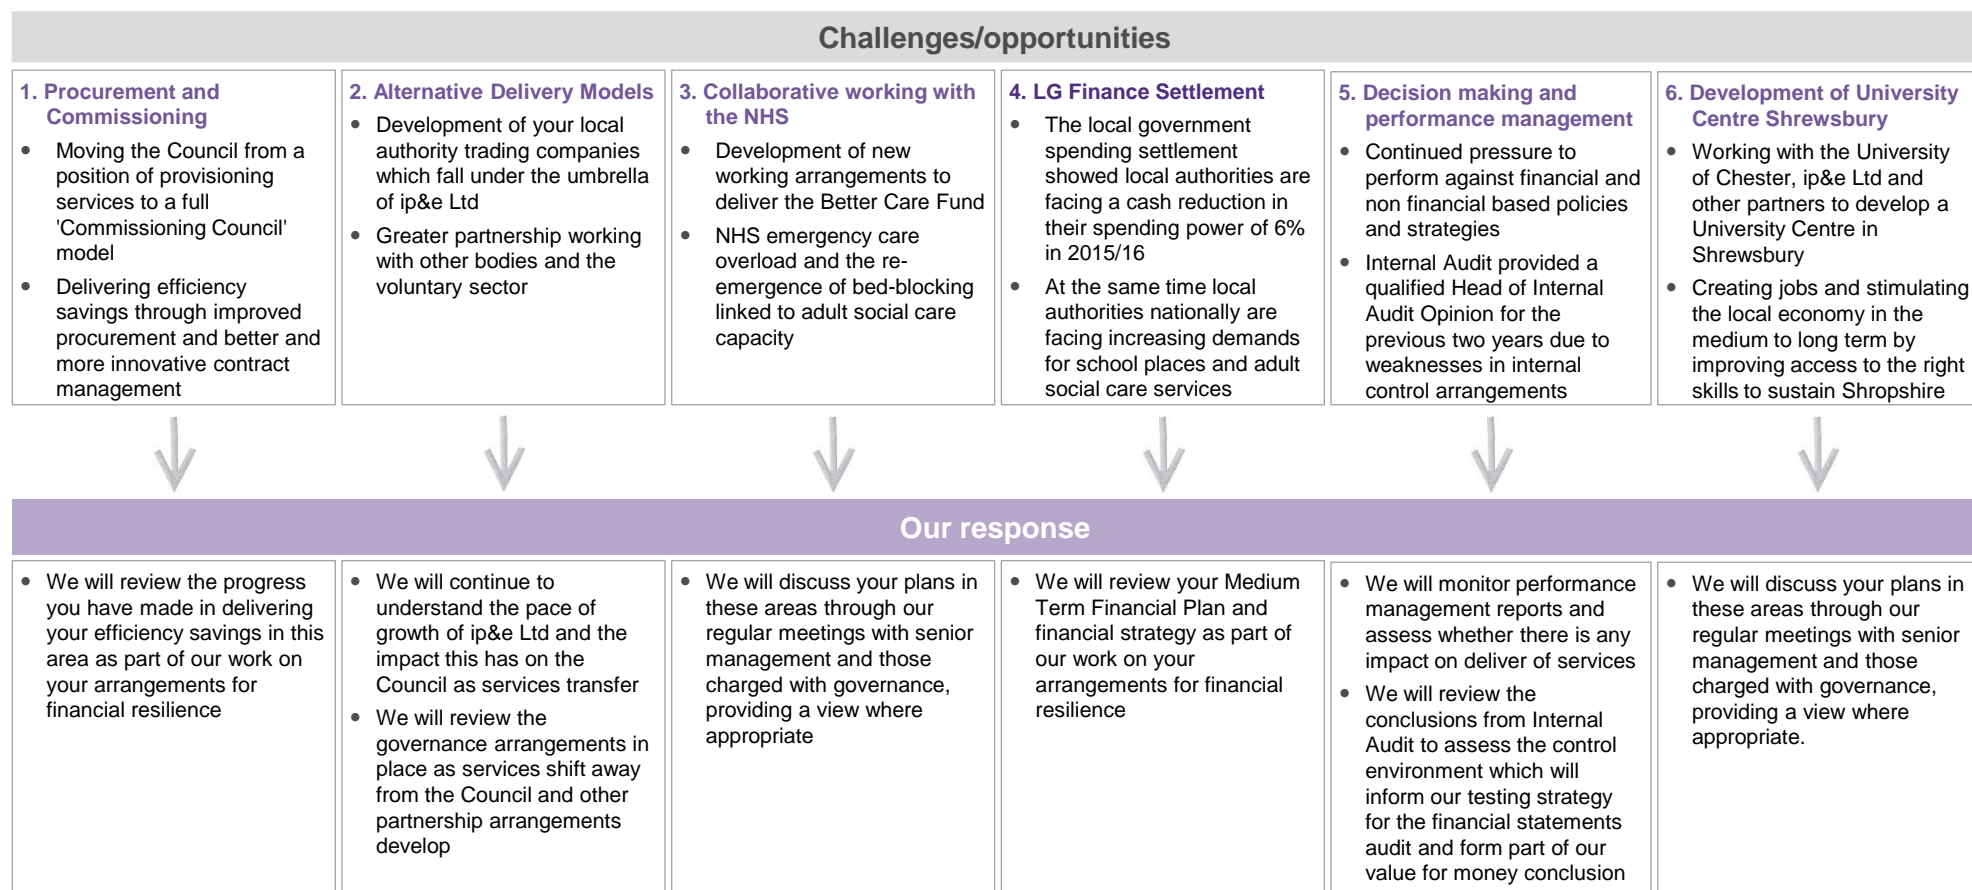 Challenges/opportunities
1. Procurement and
Commissioning
• Moving the Council from a
position of provisioning
services to a full
'Commissioning Council'
model
• Delivering efficiency
savings through improved
procurement and better and
more innovative contract
management
2. Alternative Delivery Models
• Development of your local
authority trading companies
which fall under the umbrella
of ip&e Ltd
• Greater partnership working
with other bodies and the
voluntary sector
3. Collaborative working with
the NHS
• Development of new
working arrangements to
deliver the Better Care Fund
• NHS emergency care
overload and the re-
emergence of bed-blocking
linked to adult social care
capacity
4. LG Finance Settlement
• The local government
spending settlement
showed local authorities are
facing a cash reduction in
their spending power of 6%
in 2015/16
• At the same time local
authorities nationally are
facing increasing demands
for school places and adult
social care services
5. Decision making and
performance management
• Continued pressure to
perform against financial and
non financial based policies
and strategies
• Internal Audit provided a
qualified Head of Internal
Audit Opinion for the
previous two years due to
weaknesses in internal
control arrangements
6. Development of University
Centre Shrewsbury
• Working with the University
of Chester, ip&e Ltd and
other partners to develop a
University Centre in
Shrewsbury
• Creating jobs and stimulating
the local economy in the
medium to long term by
improving access to the right
skills to sustain Shropshire
Our response
• We will review the progress
you have made in delivering
your efficiency savings in this
area as part of our work on
your arrangements for
financial resilience
• We will continue to
understand the pace of
growth of ip&e Ltd and the
impact this has on the
Council as services transfer
• We will review the
governance arrangements in
place as services shift away
from the Council and other
partnership arrangements
develop
• We will discuss your plans in
these areas through our
regular meetings with senior
management and those
charged with governance,
providing a view where
appropriate
• We will review your Medium
Term Financial Plan and
financial strategy as part of
our work on your
arrangements for financial
resilience
• We will monitor performance
management reports and
assess whether there is any
impact on deliver of services
• We will review the
conclusions from Internal
Audit to assess the control
environment which will
inform our testing strategy
for the financial statements
audit and form part of our
value for money conclusion
• We will discuss your plans in
these areas through our
regular meetings with senior
management and those
charged with governance,
providing a view where
appropriate.